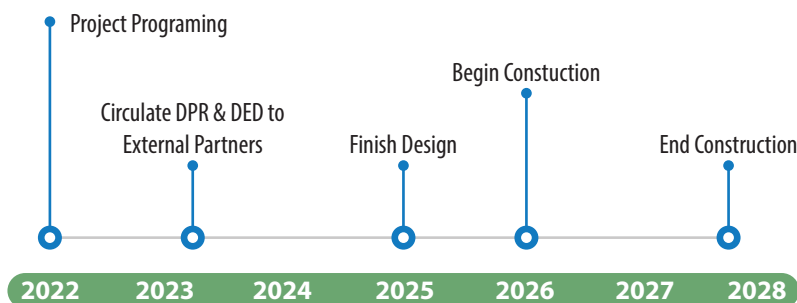 Project Programing
Begin Constuction
Circulate DPR & DED to
External Partners
Finish Design
End Construction
2022 2023 2024 2025 2026 2027 2028